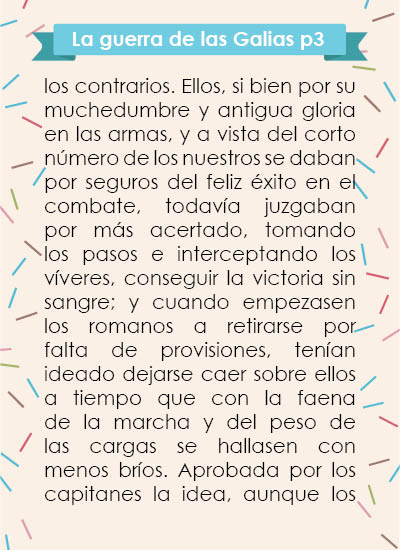 La guerra de las Galias p3
los contrarios. Ellos, si bien por su
muchedumbre y antigua gloria
en las armas, y a vista del corto
número de los nuestros se daban
por seguros del feliz éxito en el
combate, todavía juzgaban
por más acertado, tomando
los pasos e interceptando los
víveres, conseguir la victoria sin
sangre; y cuando empezasen
los romanos a retirarse por
falta de provisiones, tenían
ideado dejarse caer sobre ellos
a tiempo que con la faena
de la marcha y del peso de
las cargas se hallasen con
menos bríos. Aprobada por los
capitanes la idea, aunque los